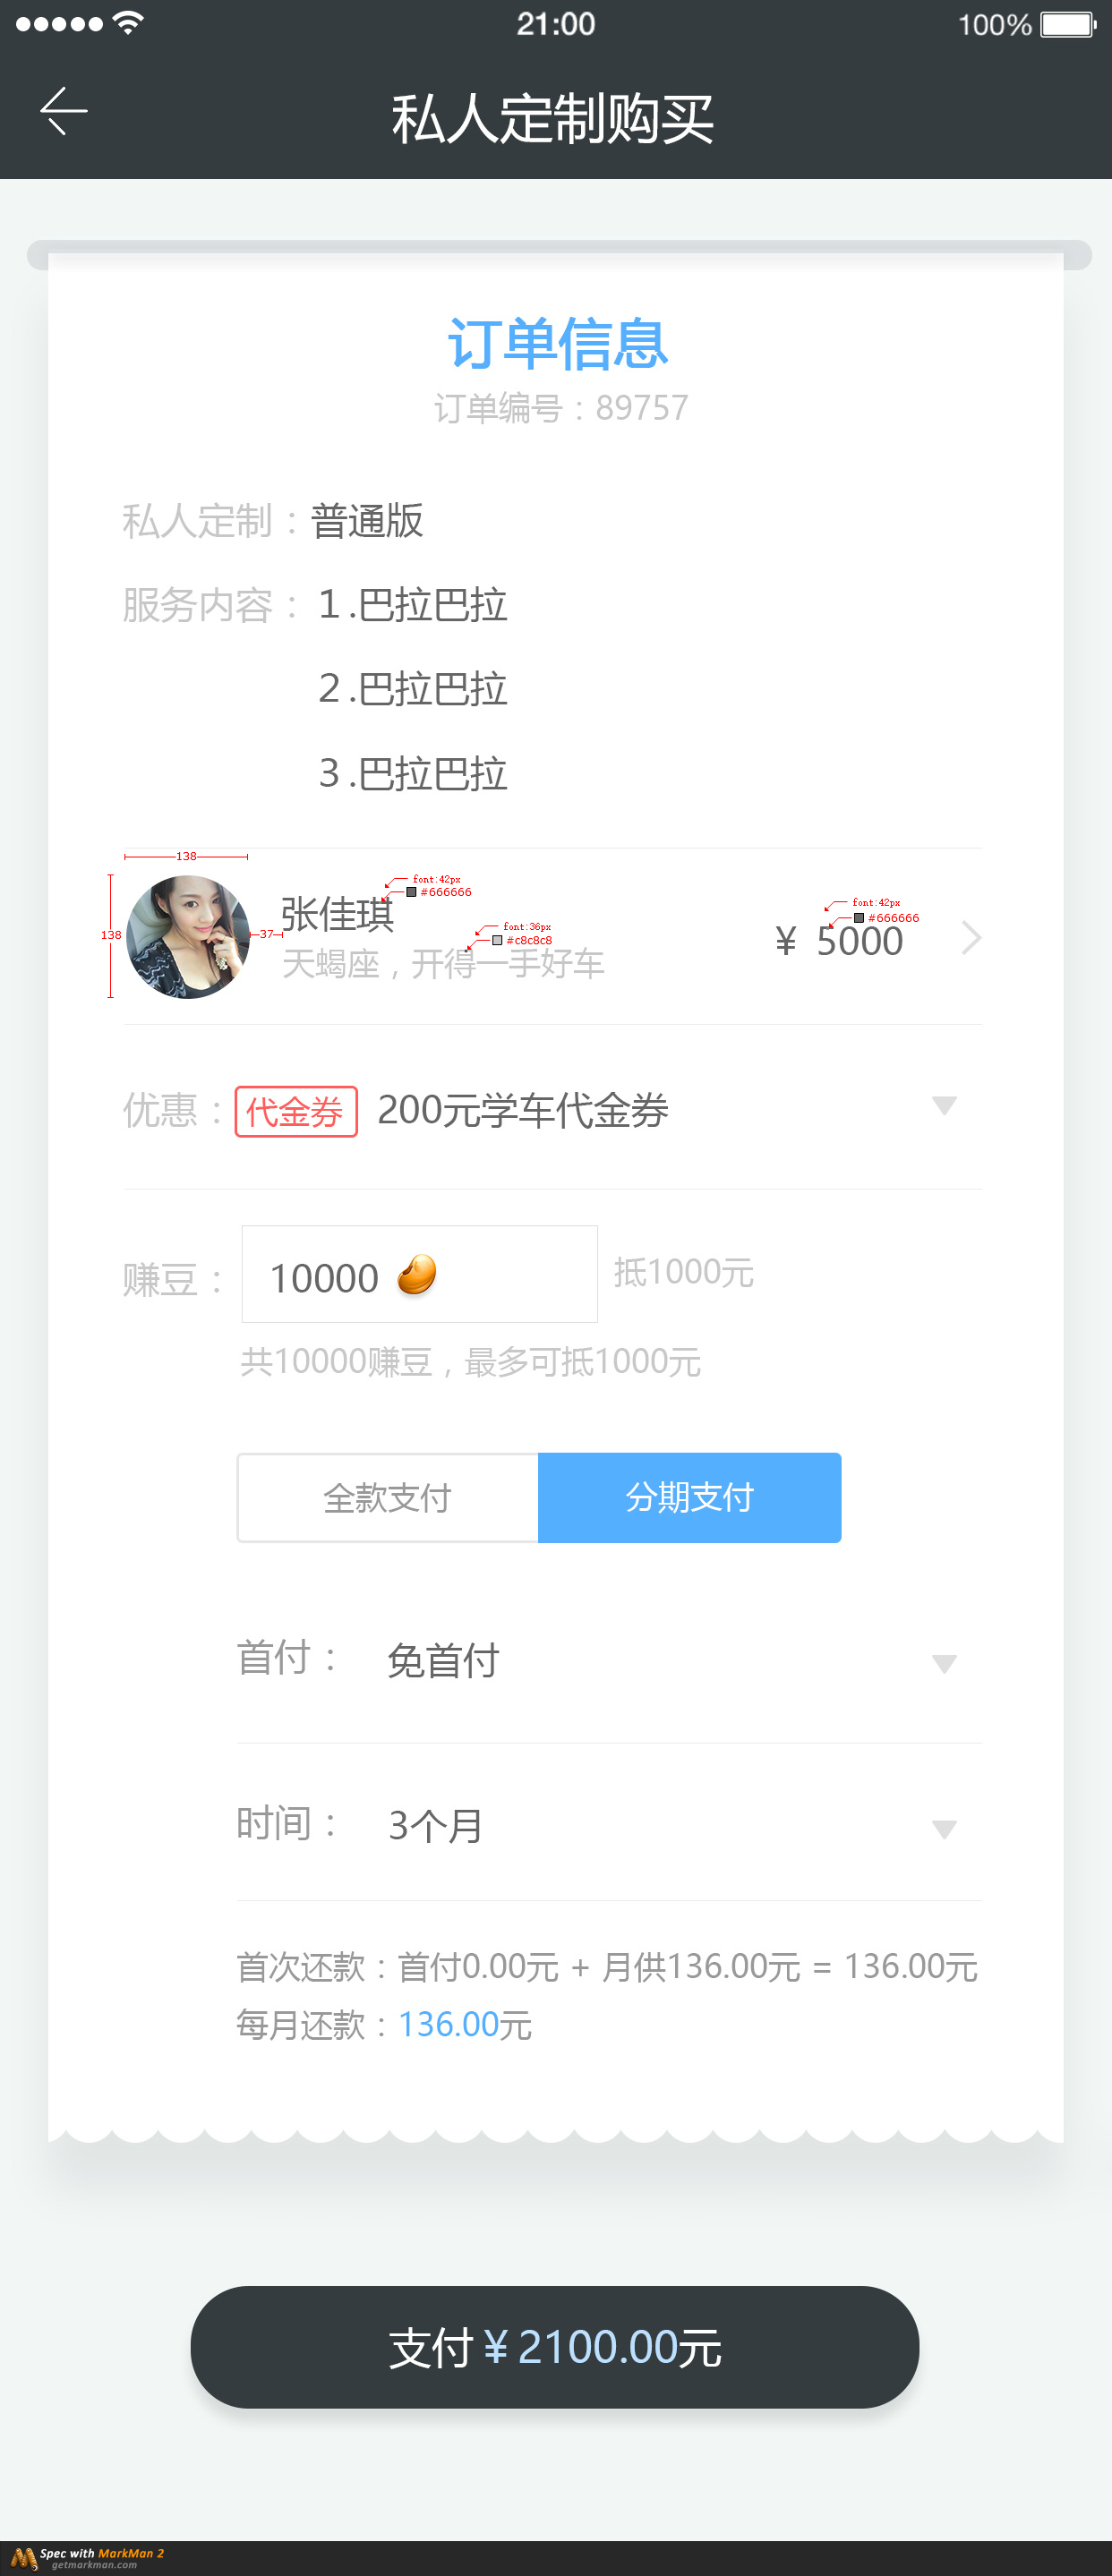 21:00
100%
私人定制购买
订单信息
订单编号：89757
私人定制：普通版
服务内容：1.巴拉巴拉
2.巴拉巴拉
3.巴拉巴拉
138
138
37
张佳琪
font:42px
#666666
天蝎座，开得一手好车
font:36px
#c8c8c8
¥ 5000
font:42px
#666666
优惠：代金券 200元学车代金券
赚豆：10000 抵1000元
共10000赚豆，最多可抵1000元
全款支付 分期支付
首付： 免首付
时间： 3个月
首次还款：首付0.00元 + 月供136.00元 = 136.00元
每月还款：136.00元
支付¥2100.00元
Spec with MarkMan 2
getmarkman.com